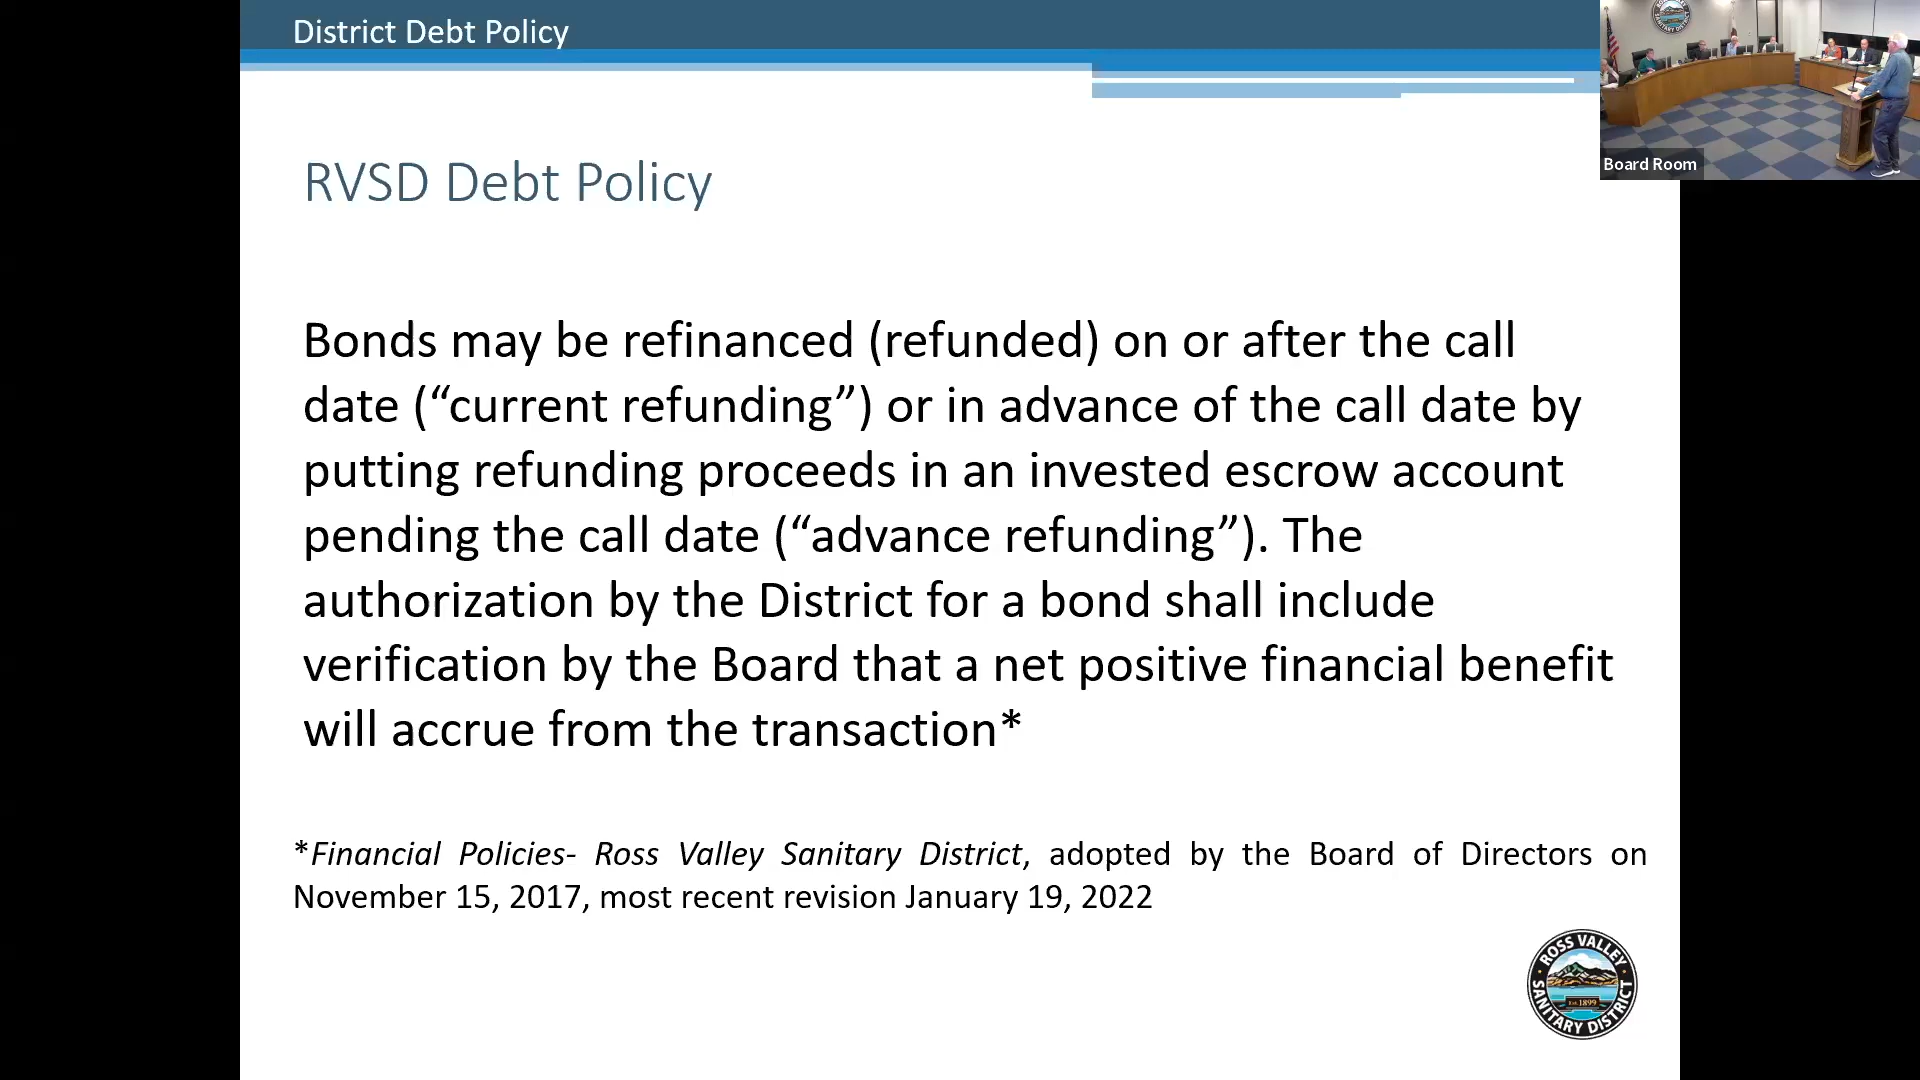 District Debt Policy
Board Room
RVSD Debt Policy
Bonds may be refinanced (refunded) on or after the call
date (“current refunding”) or in advance of the call date by
putting refunding proceeds in an invested escrow account
pending the call date (“advance refunding”). The
authorization by the District for a bond shall include
verification by the Board that a net positive financial benefit
will accrue from the transaction*
*Financial Policies- Ross Valley Sanitary District, adopted by the Board of Directors on
November 15, 2017, most recent revision January 19, 2022
ROSS VALLEY
Est. 1899
SANITARY DISTRICT